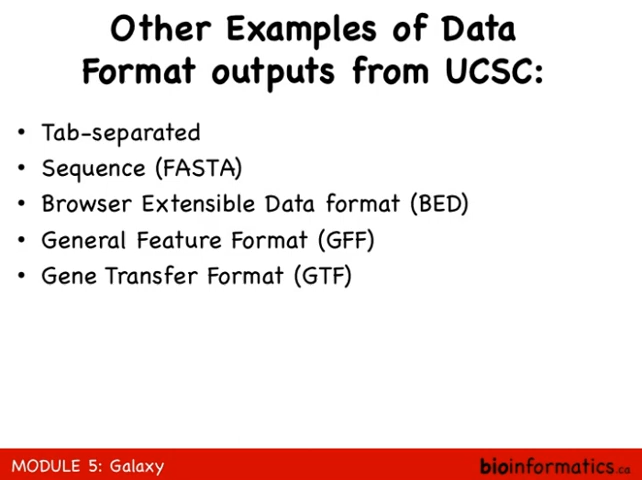 Other Examples of Data
Format outputs from UCSC:
• Tab-separated
• Sequence (FASTA)
• Browser Extensible Data format (BED)
• General Feature Format (GFF)
• Gene Transfer Format (GTF)
MODULE 5: Galaxy
bioinformatics.ca